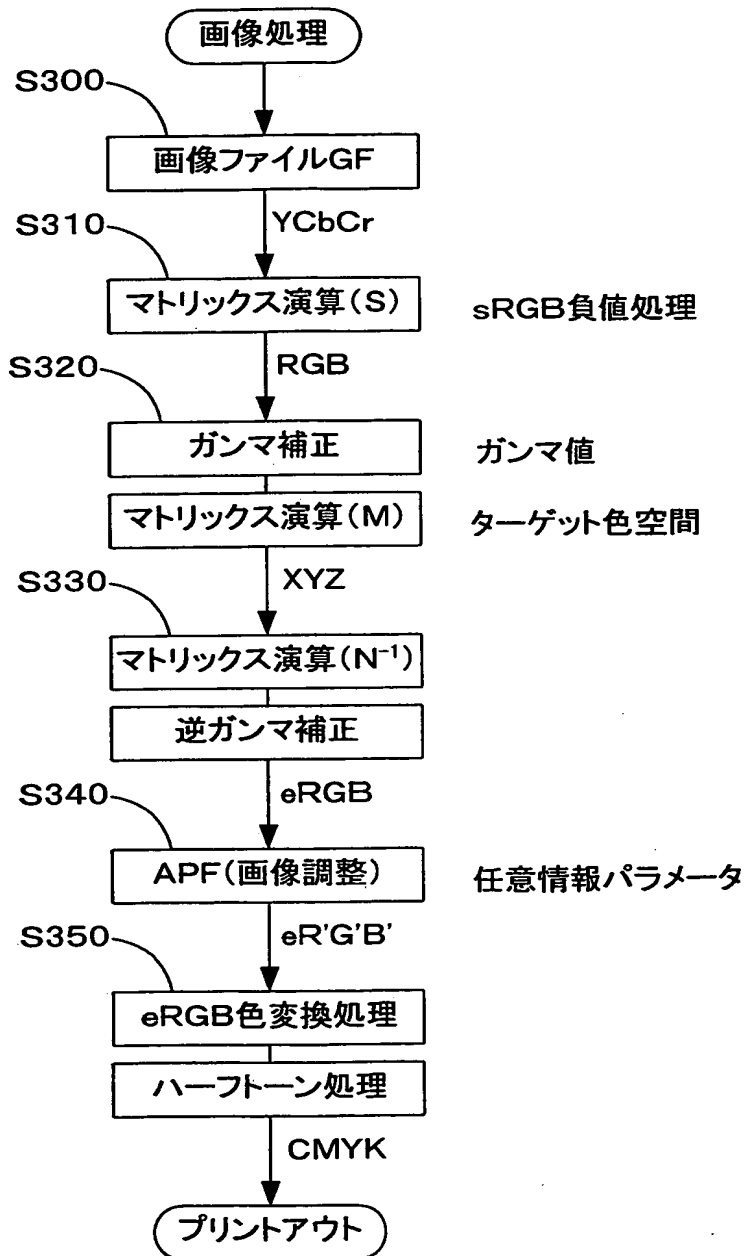 画像処理
S300
画像ファイルGF
YCbCr
S310
マトリックス演算(S) sRGB負値処理
RGB
S320
ガンマ補正 ガンマ値
マトリックス演算(M) ターゲット色空間
XYZ
S330
マトリックス演算(N⁻¹)
逆ガンマ補正
eRGB
S340
APF(画像調整) 任意情報パラメータ
eR'G'B'
S350
eRGB色変換処理
ハーフトーン処理
CMYK
プリントアウト